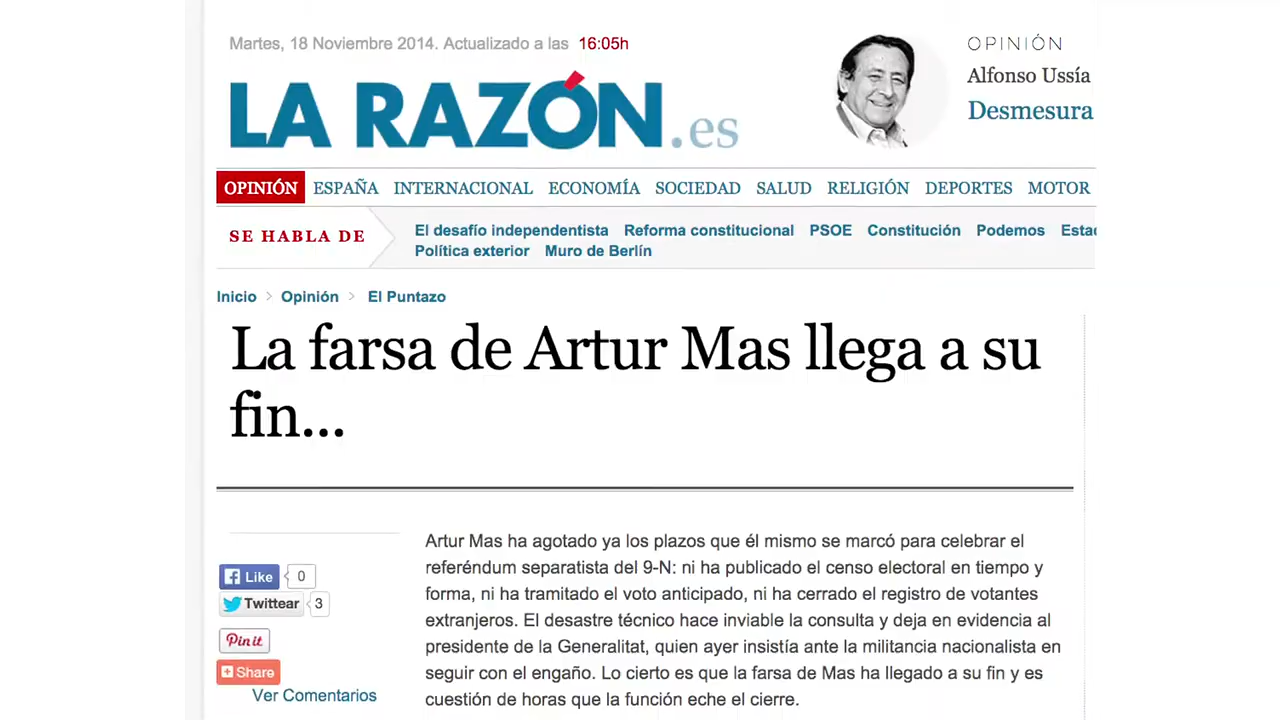 Martes, 18 Noviembre 2014. Actualizado a las 16:05h
LA RAZÓN.es
OPINIÓN
Alfonso Ussía
Desmesura
OPINIÓN ESPAÑA INTERNACIONAL ECONOMÍA SOCIEDAD SALUD RELIGIÓN DEPORTES MOTOR
SE HABLA DE
El desafío independentista Reforma constitucional PSOE Constitución Podemos
Política exterior Muro de Berlín
Inicio > Opinión > El Puntazo
La farsa de Artur Mas llega a su
fin...
Artur Mas ha agotado ya los plazos que él mismo se marcó para celebrar el
referéndum separatista del 9-N: ni ha publicado el censo electoral en tiempo y
forma, ni ha tramitado el voto anticipado, ni ha cerrado el registro de votantes
extranjeros. El desastre técnico hace inviable la consulta y deja en evidencia al
presidente de la Generalitat, quien ayer insistía ante la militancia nacionalista en
seguir con el engaño. Lo cierto es que la farsa de Mas ha llegado a su fin y es
cuestión de horas que la función eche el cierre.
Like 0
Twittear 3
Pin it
Share
Ver Comentarios